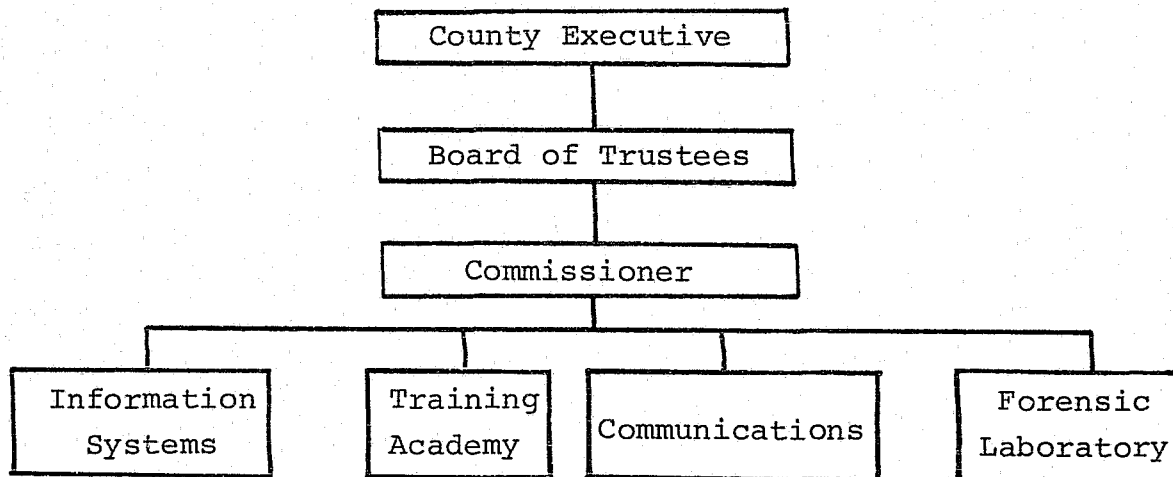 County Executive
Board of Trustees
Commissioner
Information
Systems
Training
Academy
Communications
Forensic
Laboratory